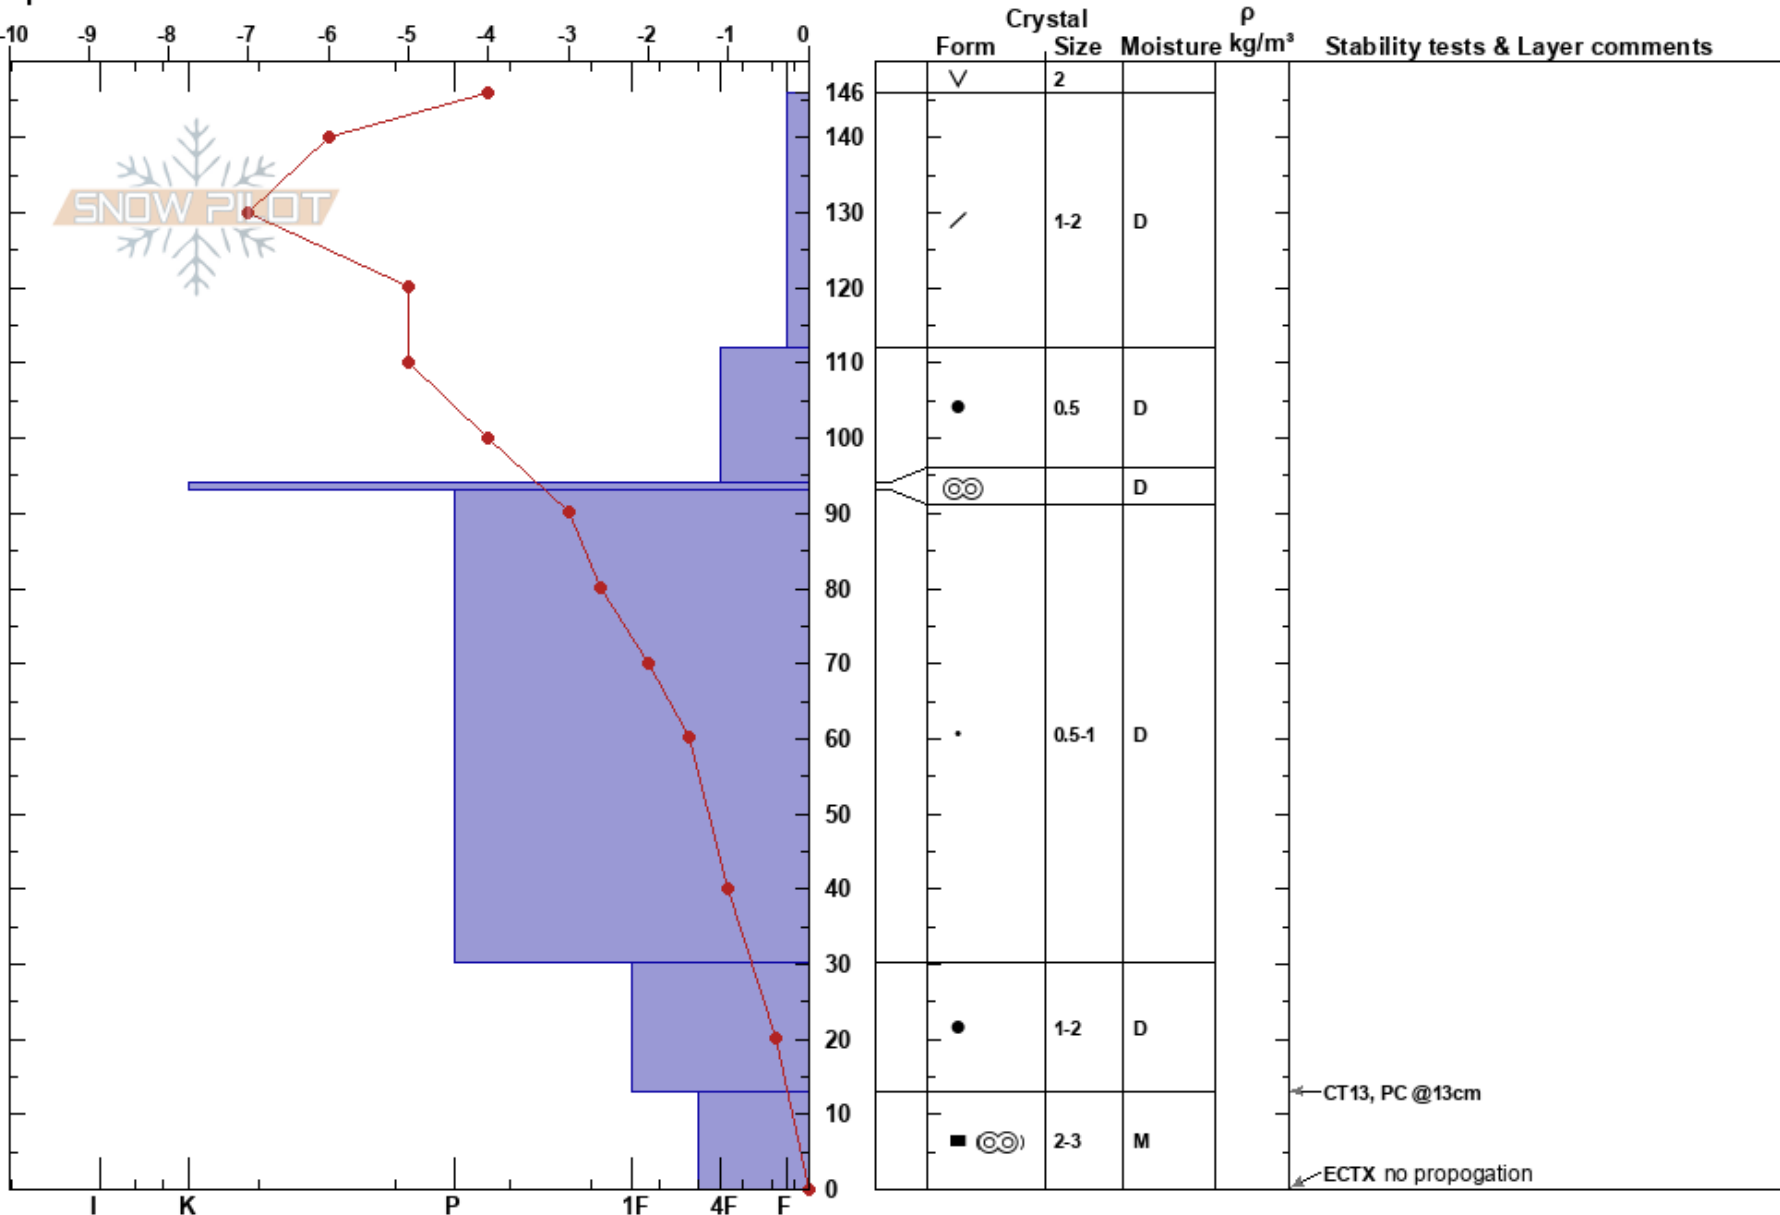 Crystal ρ
-10 -9 -8 -7 -6 -5 -4 -3 -2 -1 0 Form Size Moisture kg/m³ Stability tests & Layer comments
2
146
140
SNOW PILOT
130 1-2 D
120
110
0.5 D
100
D
90
80
70
60 0.5-1 D
50
40
30
20 1-2 D
CT13, PC @13cm
10
2-3 M
ECTX no propogation
0
I K P 1F 4F F